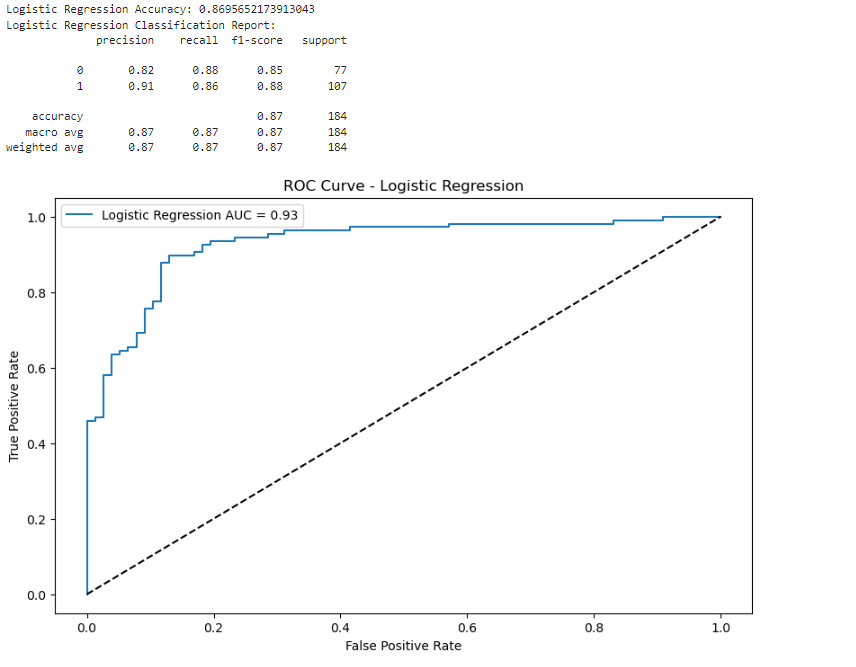 Logistic Regression Accuracy: 0.8695652173913043
Logistic Regression Classification Report:
precision recall f1-score support
0 0.82 0.88 0.85 77
1 0.91 0.86 0.88 107
accuracy 0.87 184
macro avg 0.87 0.87 0.87 184
weighted avg 0.87 0.87 0.87 184
ROC Curve - Logistic Regression
Logistic Regression AUC = 0.93
1.0
0.8
0.6
0.4
0.2
0.0
True Positive Rate
0.0 0.2 0.4 0.6 0.8 1.0
False Positive Rate